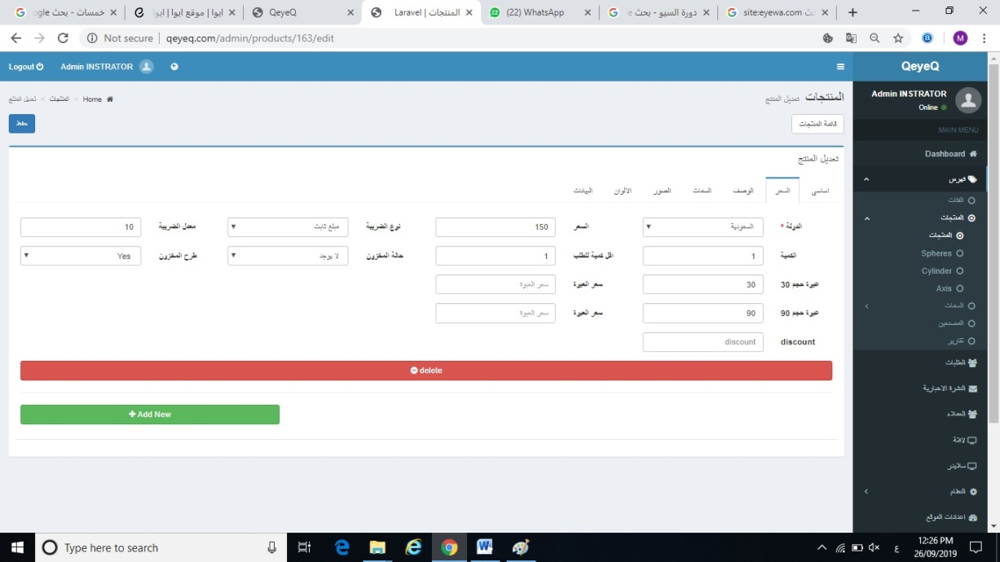 خمسات - بحث ogle
ابوا | موقع ابوا | ابوا
QeyeQ
المنتجات | Laravel
(22) WhatsApp
دورة السيو - بحث e
site:eyewa.com
Not secure | qeyeq.com/admin/products/163/edit
QeyeQ
Admin INSTRATOR
Logout
Admin INSTRATOR
Online
المنتجات تعديل المنتج
Home > المنتجات > تعديل المنتج
قائمة المنتجات
حفظ
MAIN MENU
Dashboard
فهرس
الفئات
المنتجات
المنتجات
Spheres
Cylinder
Axis
السمات
المصنعين
تقارير
الطلبات
النشرة الاخبارية
العملاء
لافتة
سلايدر
النظام
اعدادات الموقع
تعديل المنتج
اساسى السعر الوصف السمات الصور الالوان البيانات
الدولة * السعودية السعر 150 نوع الضريبة مبلغ ثابت معدل الضريبة 10
الكمية 1 اقل كمية للطلب 1 حالة المخزون لا يوجد طرح المخزون Yes
عبوة حجم 30 30 سعر العبوة سعر العبوة
عبوة حجم 90 90 سعر العبوة سعر العبوة
discount discount
delete
Add New
Type here to search
ع
12:26 PM
26/09/2019